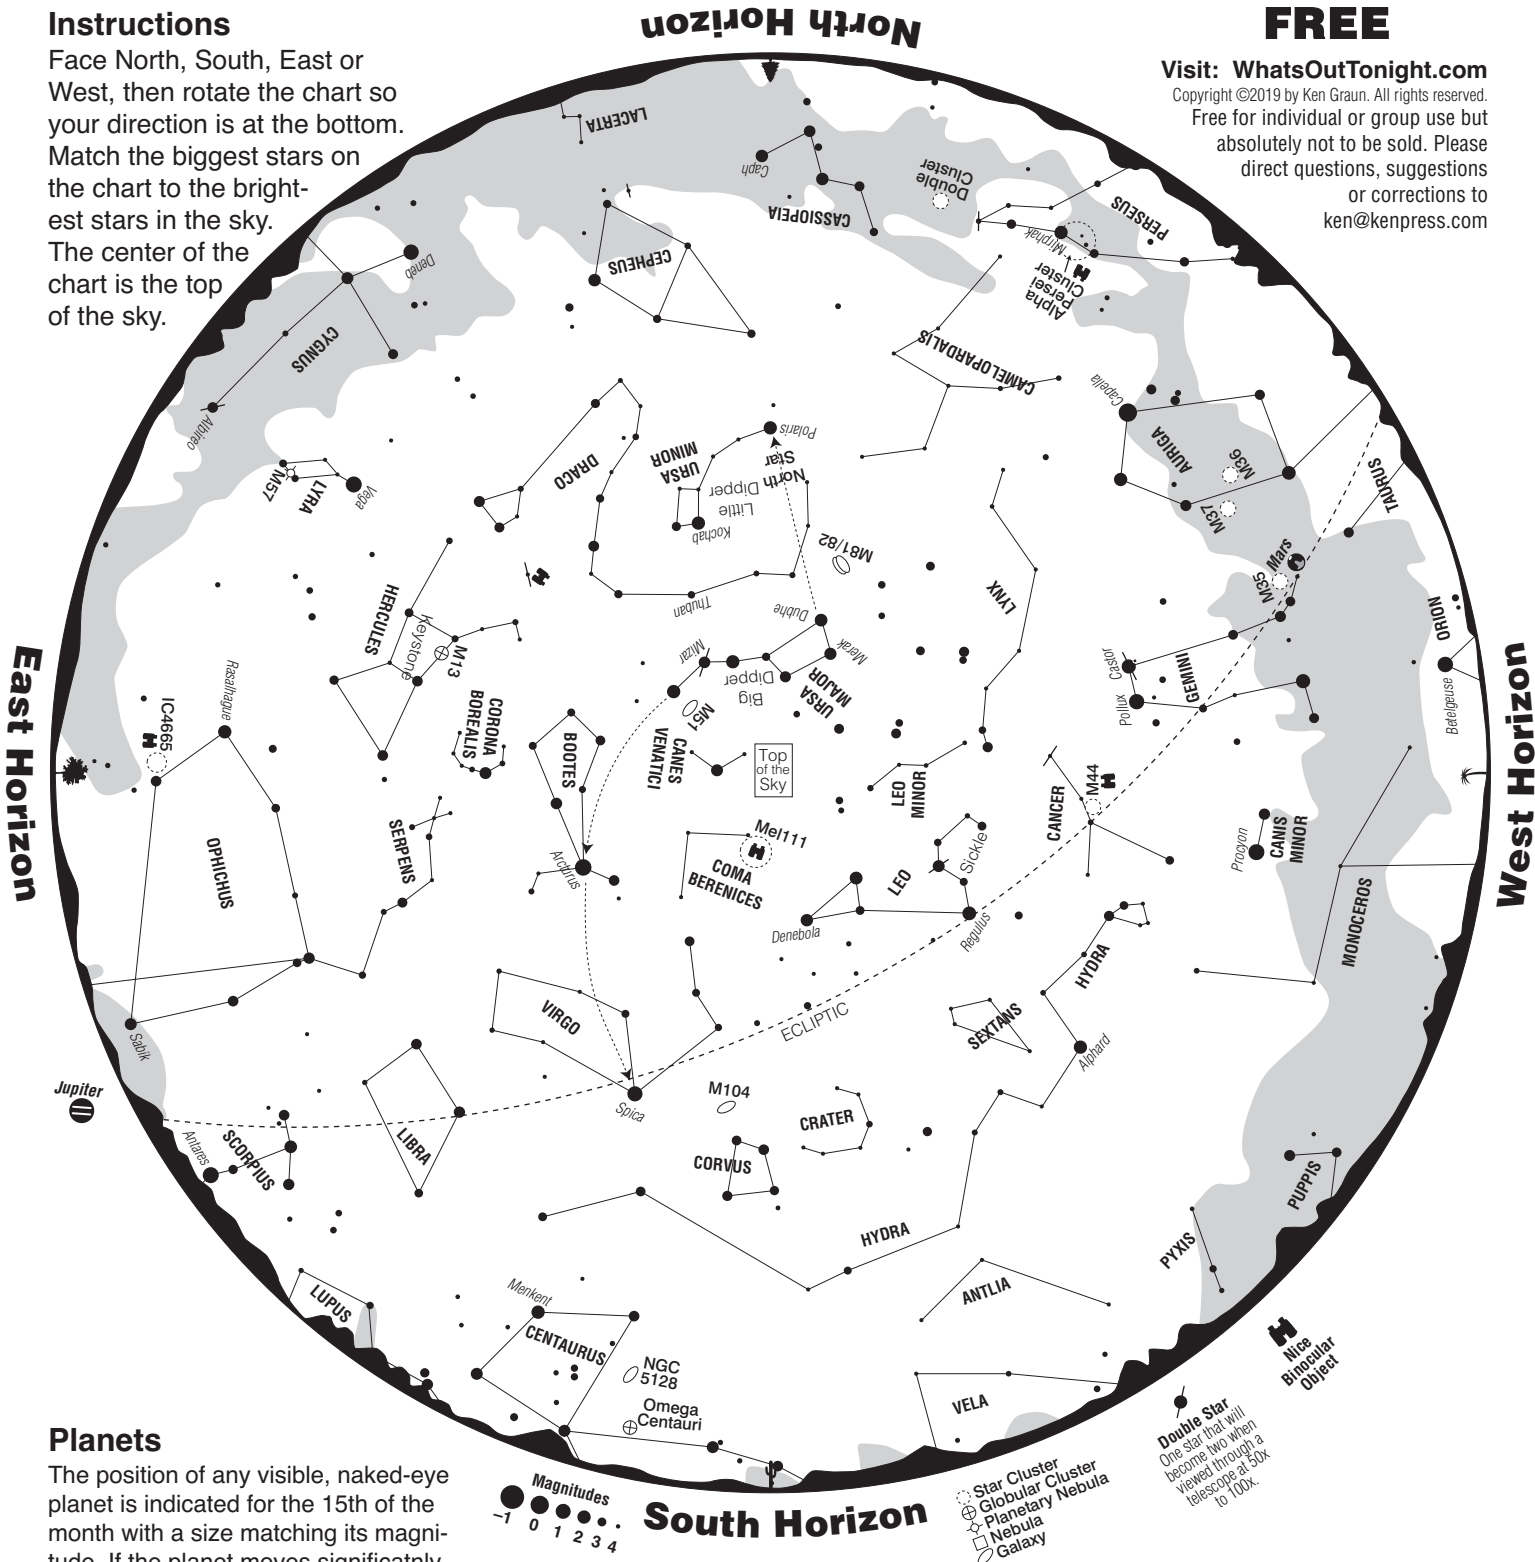 Instructions
Face North, South, East or
West, then rotate the chart so
your direction is at the bottom.
Match the biggest stars on
the chart to the bright-
est stars in the sky.
The center of the
chart is the top
of the sky.
North Horizon
FREE
Visit: WhatsOutTonight.com
Copyright ©2019 by Ken Graun. All rights reserved.
Free for individual or group use but
absolutely not to be sold. Please
direct questions, suggestions
or corrections to
ken@kenpress.com
LACERTA
Caph
CASSIOPEIA
Double
Cluster
PERSEUS
Mirphak
Alpha
Persei
Cluster
CEPHEUS
Deneb
CYGNUS
Albireo
CAMELOPARDALIS
Capella
AURIGA
M36
M37
TAURUS
Polaris
North
Star
URSA
MINOR
Little
Dipper
Kochab
DRACO
M57
LYRA
Vega
M81/82
Thuban
Dubhe
Merak
Mizar
Big
Dipper
URSA
MAJOR
M51
LYNX
Mars
M35
ORION
Betelgeuse
Castor
Pollux
GEMINI
HERCULES
Keystone
M13
Rasalhague
IC4665
CORONA
BOREALIS
BOOTES
CANES
VENATICI
Top
of the
Sky
LEO
MINOR
CANCER
M44
Procyon
CANIS
MINOR
East Horizon
West Horizon
OPHICHUS
SERPENS
Arcturus
Mel111
COMA
BERENICES
LEO
Sickle
Denebola
Regulus
MONOCEROS
HYDRA
VIRGO
ECLIPTIC
SEXTANS
Alphard
Sabik
Jupiter
Spica
M104
CRATER
CORVUS
LIBRA
Antares
SCORPIUS
HYDRA
PUPPIS
PYXIS
ANTLIA
LUPUS
Menkent
CENTAURUS
NGC
5128
Omega
Centauri
VELA
Nice
Binocular
Object
Double Star
One star that will
become two when
viewed through a
telescope at 50x
to 100x.
Planets
The position of any visible, naked-eye
planet is indicated for the 15th of the
month with a size matching its magni-
tude. If the planet moves significatnly
Magnitudes
–1 0 1 2 3 4
South Horizon
Star Cluster
Globular Cluster
Planetary Nebula
Nebula
Galaxy